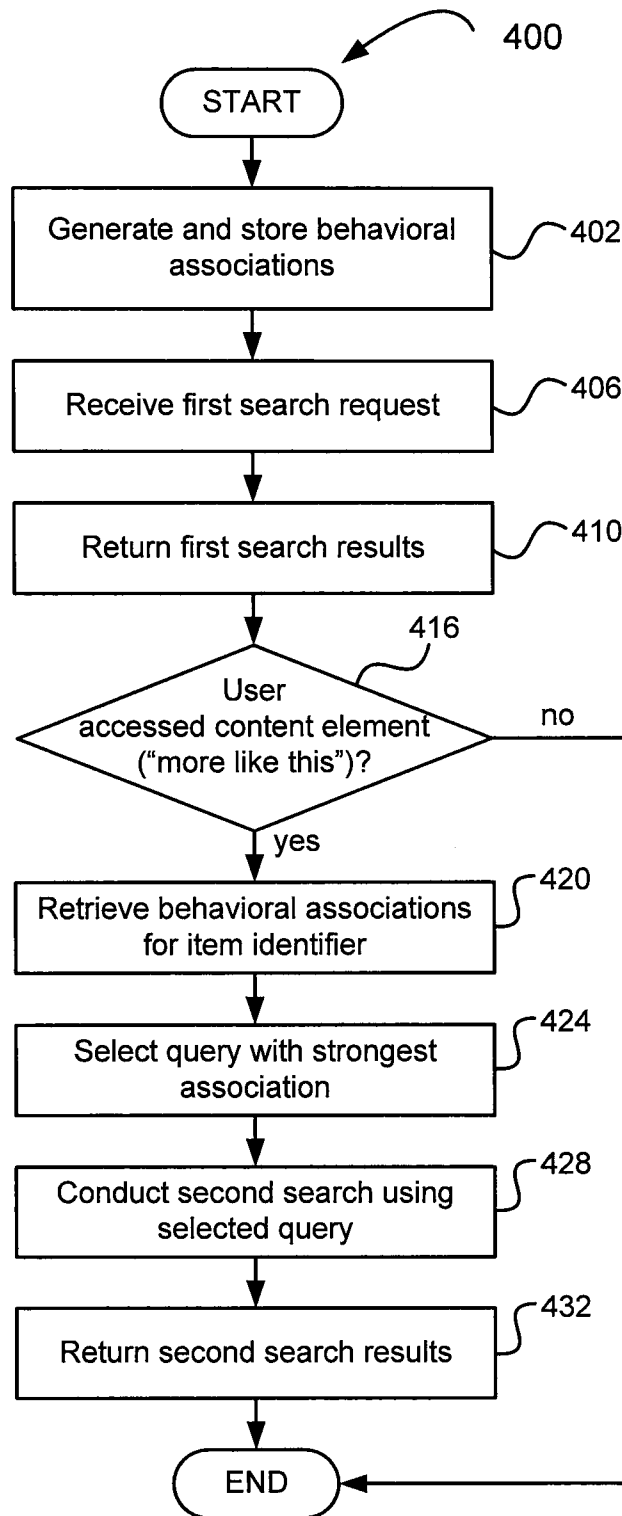 400
START
Generate and store behavioral
associations
402
Receive first search request
406
Return first search results
410
416
User
accessed content element
(“more like this”)?
no
yes
420
Retrieve behavioral associations
for item identifier
424
Select query with strongest
association
428
Conduct second search using
selected query
432
Return second search results
END